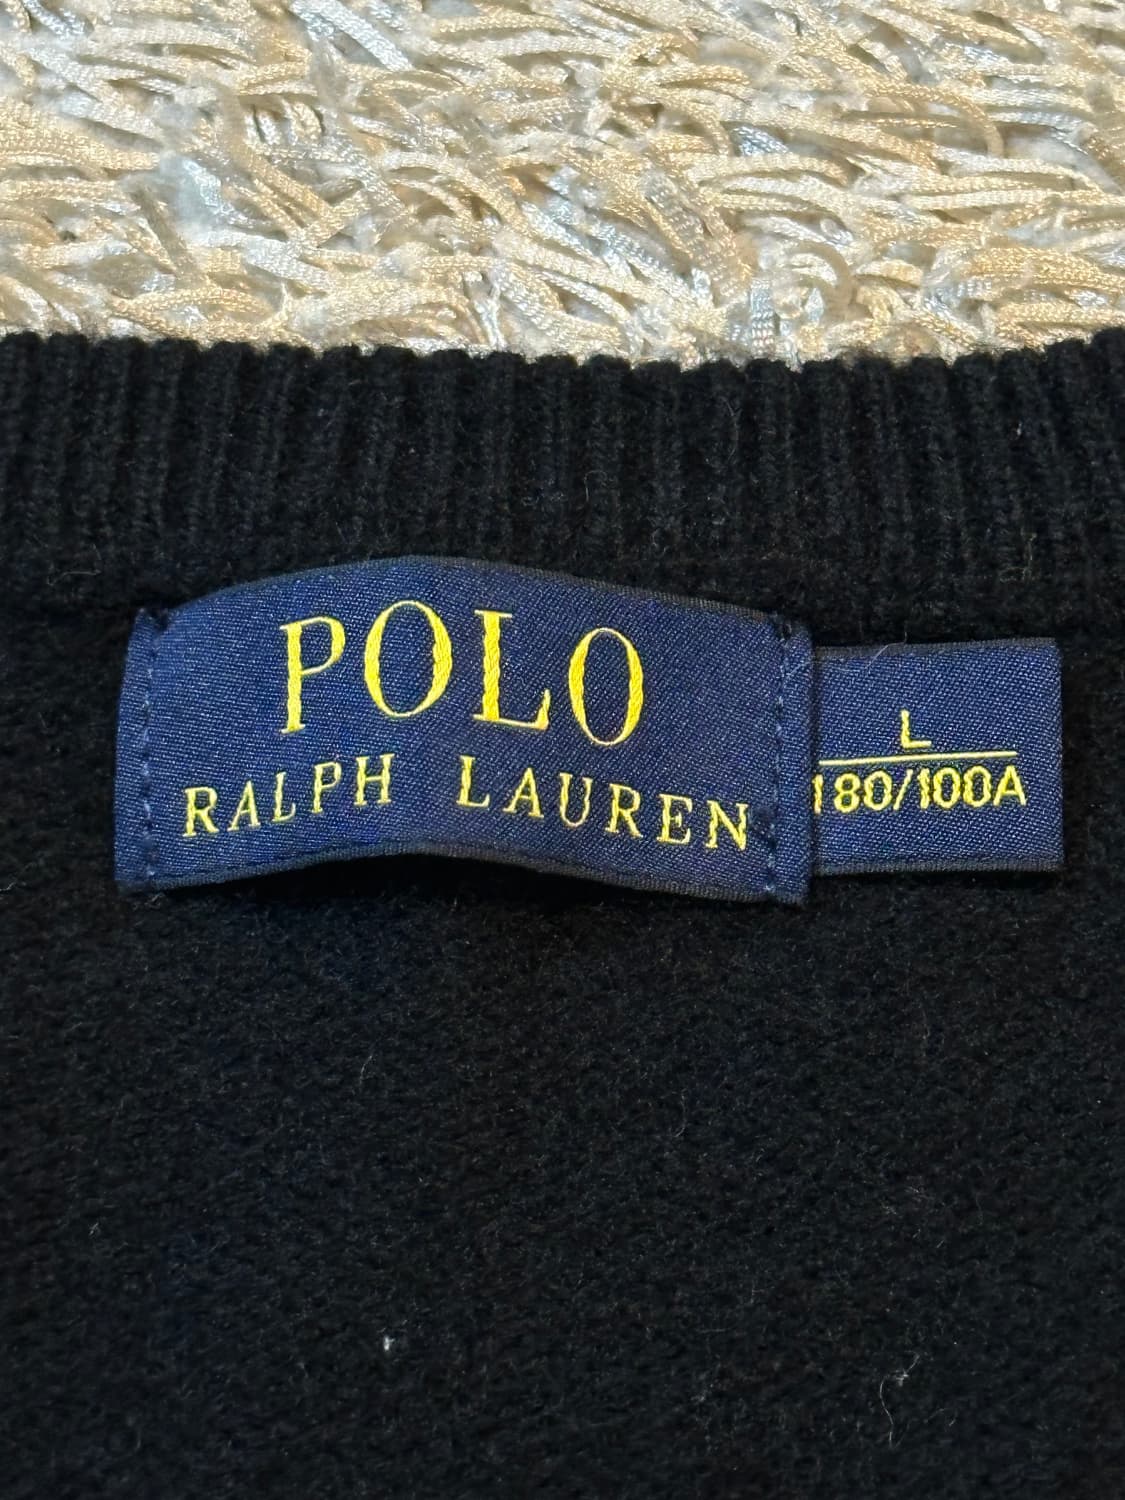 POLO
RALPH LAUREN
L
180/100A